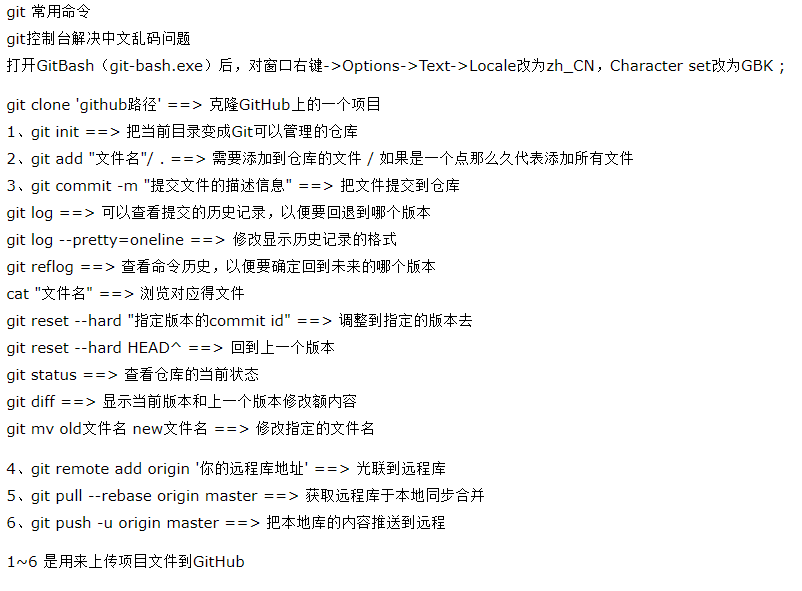 git 常用命令
git控制台解决中文乱码问题
打开GitBash（git-bash.exe）后，对窗口右键->Options->Text->Locale改为zh_CN，Character set改为GBK；
git clone 'github路径' ==> 克隆GitHub上的一个项目
1、git init ==> 把当前目录变成Git可以管理的仓库
2、git add "文件名"/ . ==> 需要添加到仓库的文件 / 如果是一个点那么久代表添加所有文件
3、git commit -m "提交文件的描述信息" ==> 把文件提交到仓库
git log ==> 可以查看提交的历史记录，以便要回退到哪个版本
git log --pretty=oneline ==> 修改显示历史记录的格式
git reflog ==> 查看命令历史，以便要确定回到未来的哪个版本
cat "文件名" ==> 浏览对应得文件
git reset --hard "指定版本的commit id" ==> 调整到指定的版本去
git reset --hard HEAD^ ==> 回到上一个版本
git status ==> 查看仓库的当前状态
git diff ==> 显示当前版本和上一个版本修改额内容
git mv old文件名 new文件名 ==> 修改指定的文件名
4、git remote add origin '你的远程库地址' ==> 光联到远程库
5、git pull --rebase origin master ==> 获取远程库于本地同步合并
6、git push -u origin master ==> 把本地库的内容推送到远程
1~6 是用来上传项目文件到GitHub